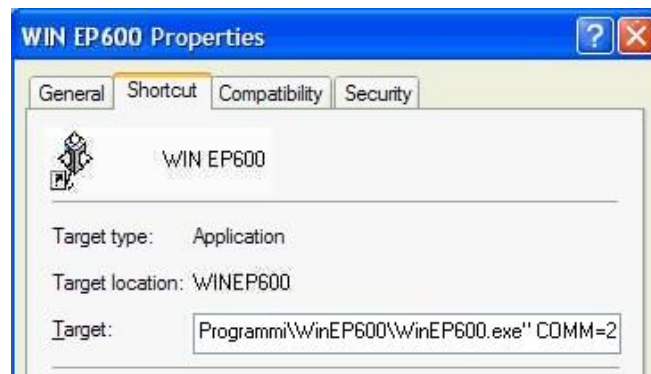 WIN EP600 Properties
General Shortcut Compatibility Security
WIN EP600
Target type: Application
Target location: WINEP600
Target: Programmi\WinEP600\WinEP600.exe" COMM=2